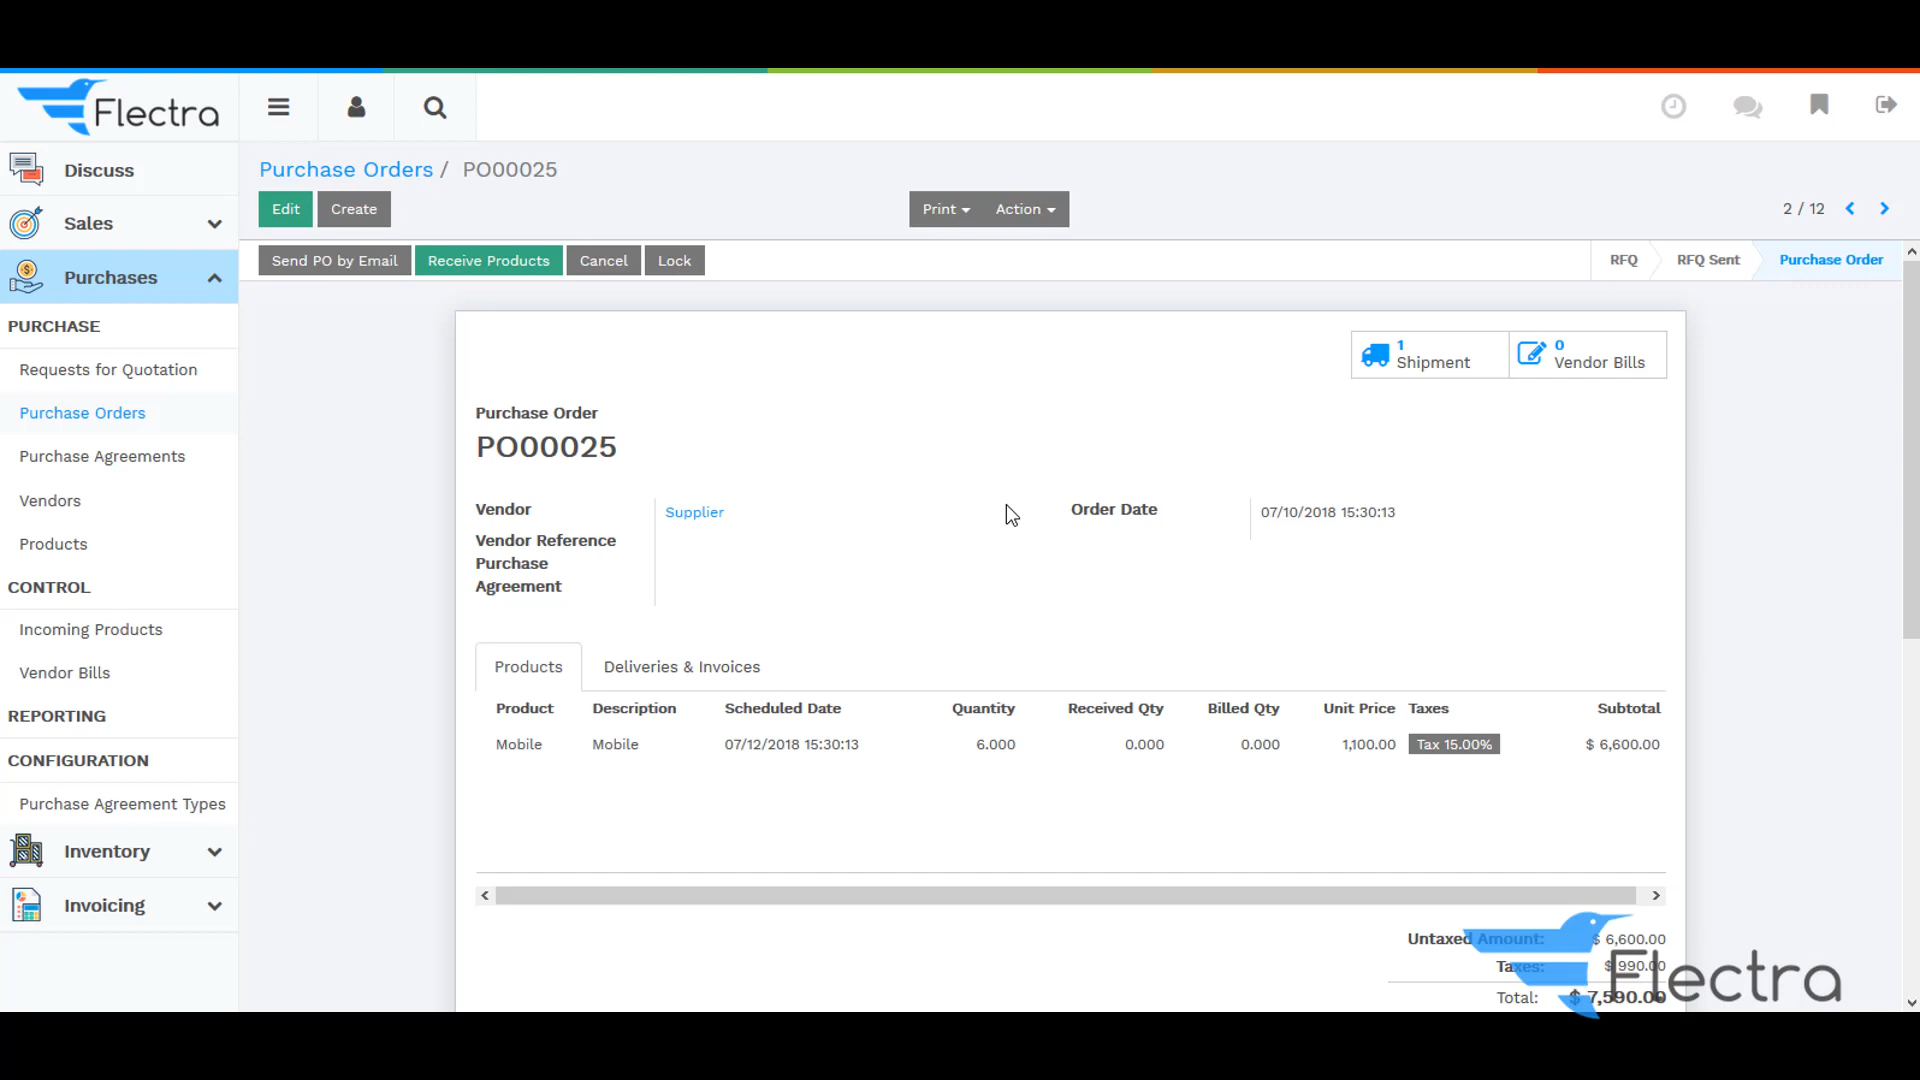 Flectra
Purchase Orders / PO00025
Edit Create Print Action 2 / 12
Send PO by Email Receive Products Cancel Lock RFQ RFQ Sent Purchase Order
Discuss
Sales
Purchases
PURCHASE
Requests for Quotation
Purchase Orders
Purchase Agreements
Vendors
Products
CONTROL
Incoming Products
Vendor Bills
REPORTING
CONFIGURATION
Purchase Agreement Types
Inventory
Invoicing
1 Shipment
0 Vendor Bills
Purchase Order
PO00025
Vendor Supplier
Vendor Reference
Purchase
Agreement
Order Date 07/10/2018 15:30:13
Products Deliveries & Invoices
Product Description Scheduled Date Quantity Received Qty Billed Qty Unit Price Taxes Subtotal
Mobile Mobile 07/12/2018 15:30:13 6.000 0.000 0.000 1,100.00 Tax 15.00% $ 6,600.00
Untaxed Amount: $ 6,600.00
Taxes: $ 990.00
Total: $ 7,590.00
Flectra